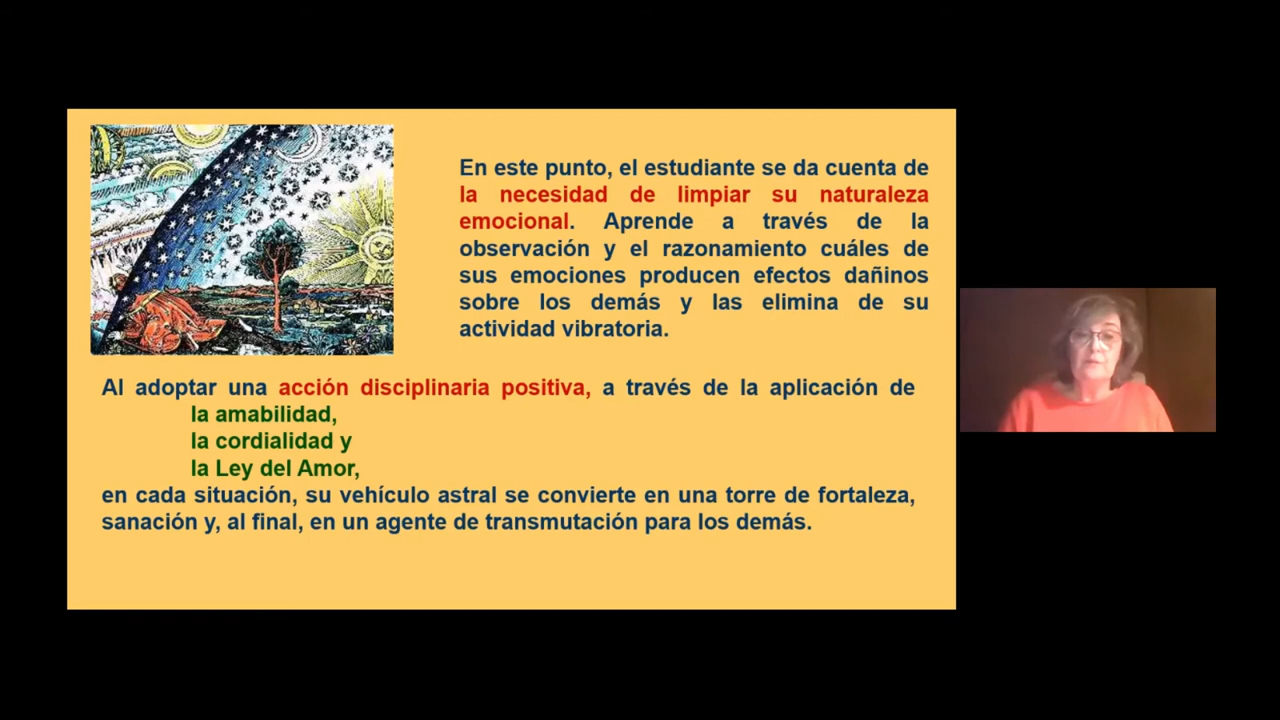 En este punto, el estudiante se da cuenta de
la necesidad de limpiar su naturaleza
emocional. Aprende a través de la
observación y el razonamiento cuáles de
sus emociones producen efectos dañinos
sobre los demás y las elimina de su
actividad vibratoria.
Al adoptar una acción disciplinaria positiva, a través de la aplicación de
la amabilidad,
la cordialidad y
la Ley del Amor,
en cada situación, su vehículo astral se convierte en una torre de fortaleza,
sanación y, al final, en un agente de transmutación para los demás.